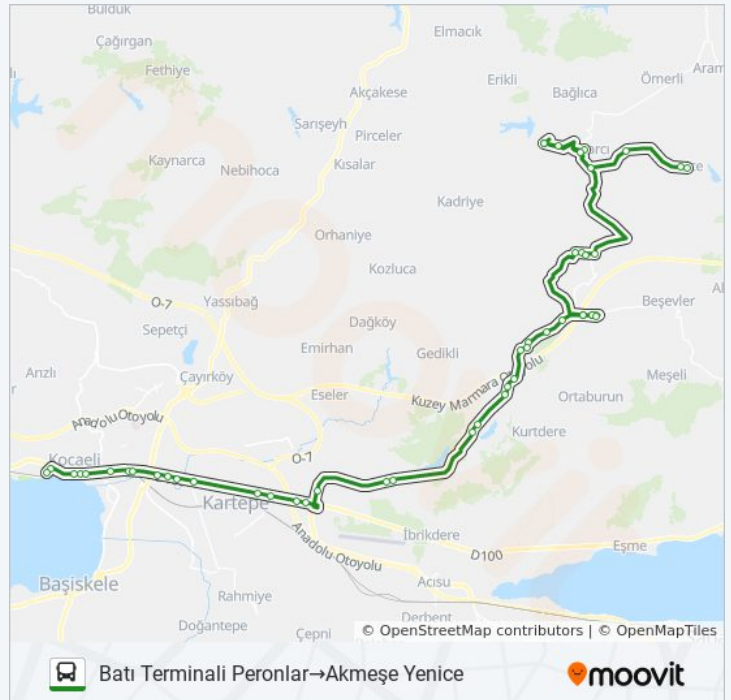 Bulduk
Çağırgan
Elmacık
Fethiye
Erikli
Bağlıca
Ömerli
Akçakese
Sarışeyh
Pirceler
Kaynarca
Nebihoca
Kısalar
Kadriye
Orhaniye
Kozluca
O-7
Yassıbağ
Beşevler
Sepetçi
Dağköy
Emirhan
Gedikli
Arızlı
Çayırköy
Eseler
Kuzey Marmara Otoyolu
Meşeli
Ortaburun
Anadolu Otoyolu
Kurtdere
Kocaeli
O-7
Kartepe
İbrikdere
Anadolu Otoyolu
D100
Eşme
Başiskele
Acısu
Rahmiye
Doğantepe
Çepni
Derbent
© OpenStreetMap contributors | © OpenMapTiles
Batı Terminali Peronlar→Akmeşe Yenice
moovit